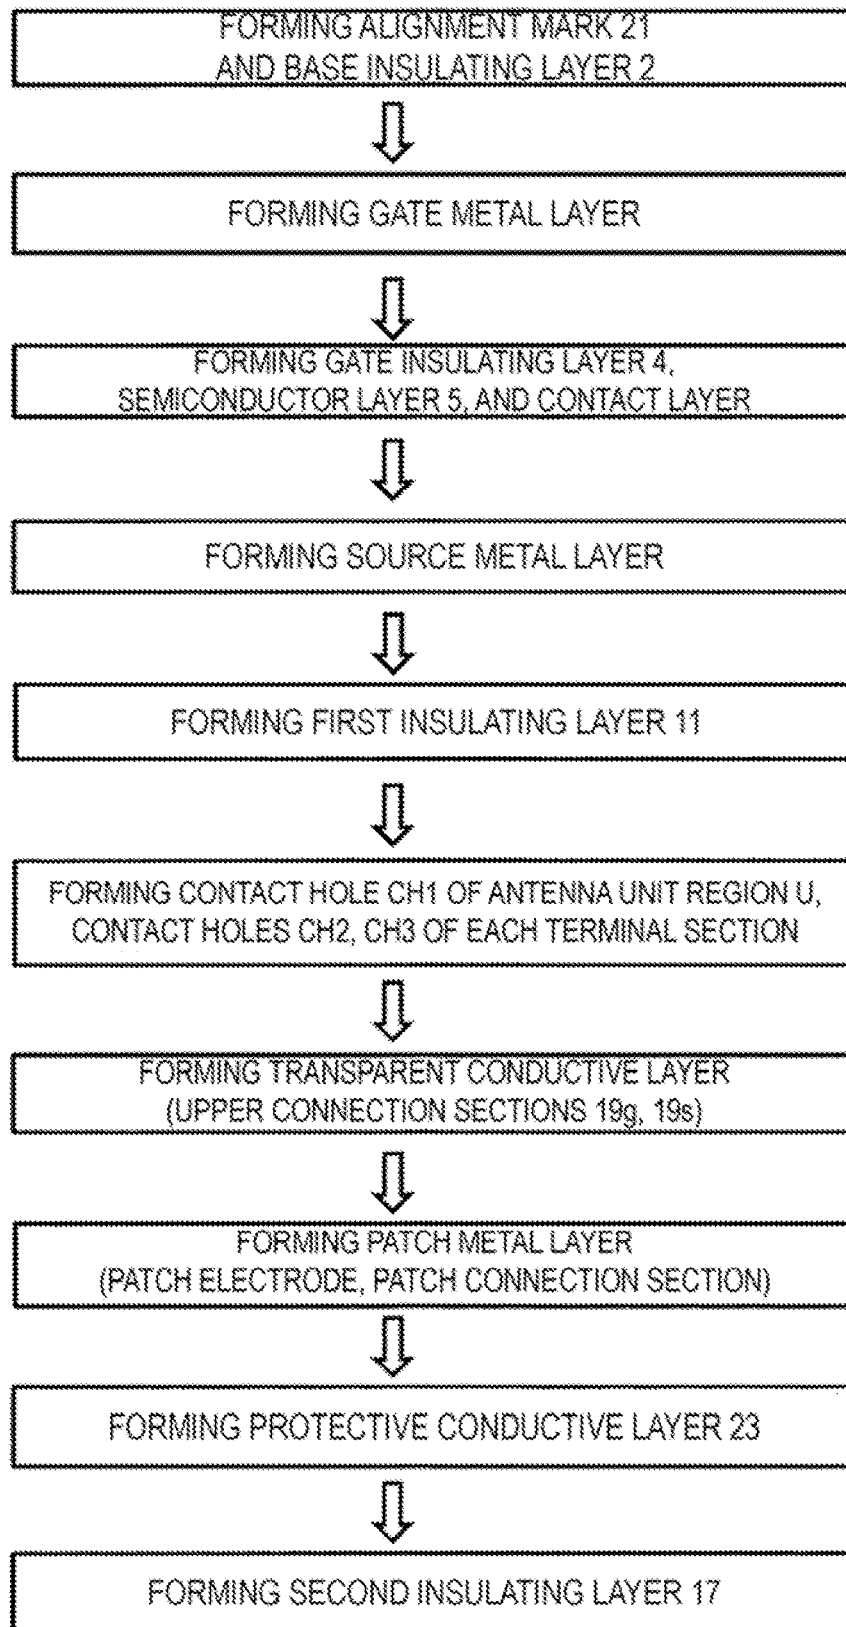 FORMING ALIGNMENT MARK 21
AND BASE INSULATING LAYER 2
FORMING GATE METAL LAYER
FORMING GATE INSULATING LAYER 4,
SEMICONDUCTOR LAYER 5, AND CONTACT LAYER
FORMING SOURCE METAL LAYER
FORMING FIRST INSULATING LAYER 11
FORMING CONTACT HOLE CH1 OF ANTENNA UNIT REGION U,
CONTACT HOLES CH2, CH3 OF EACH TERMINAL SECTION
FORMING TRANSPARENT CONDUCTIVE LAYER
(UPPER CONNECTION SECTIONS 19g, 19s)
FORMING PATCH METAL LAYER
(PATCH ELECTRODE, PATCH CONNECTION SECTION)
FORMING PROTECTIVE CONDUCTIVE LAYER 23
FORMING SECOND INSULATING LAYER 17